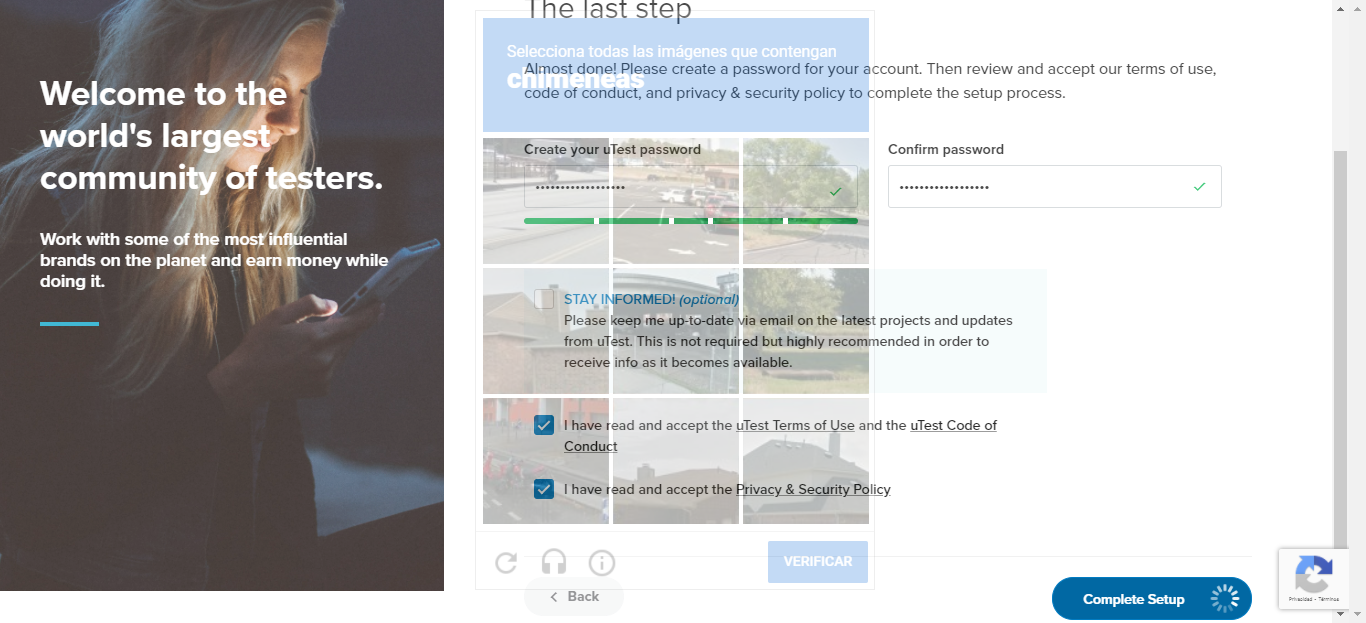 Welcome to the
world's largest
community of testers.
Work with some of the most influential
brands on the planet and earn money while
doing it.
The last step
Selecciona todas las imágenes que contengan
chimeneas
Almost done! Please create a password for your account. Then review and accept our terms of use,
code of conduct, and privacy & security policy to complete the setup process.
Create your uTest password
Confirm password
••••••••••••••••••
••••••••••••••••••
STAY INFORMED! (optional)
Please keep me up-to-date via email on the latest projects and updates
from uTest. This is not required but highly recommended in order to
receive info as it becomes available.
I have read and accept the uTest Terms of Use and the uTest Code of
Conduct
I have read and accept the Privacy & Security Policy
VERIFICAR
Back
Complete Setup
Privacidad - Términos